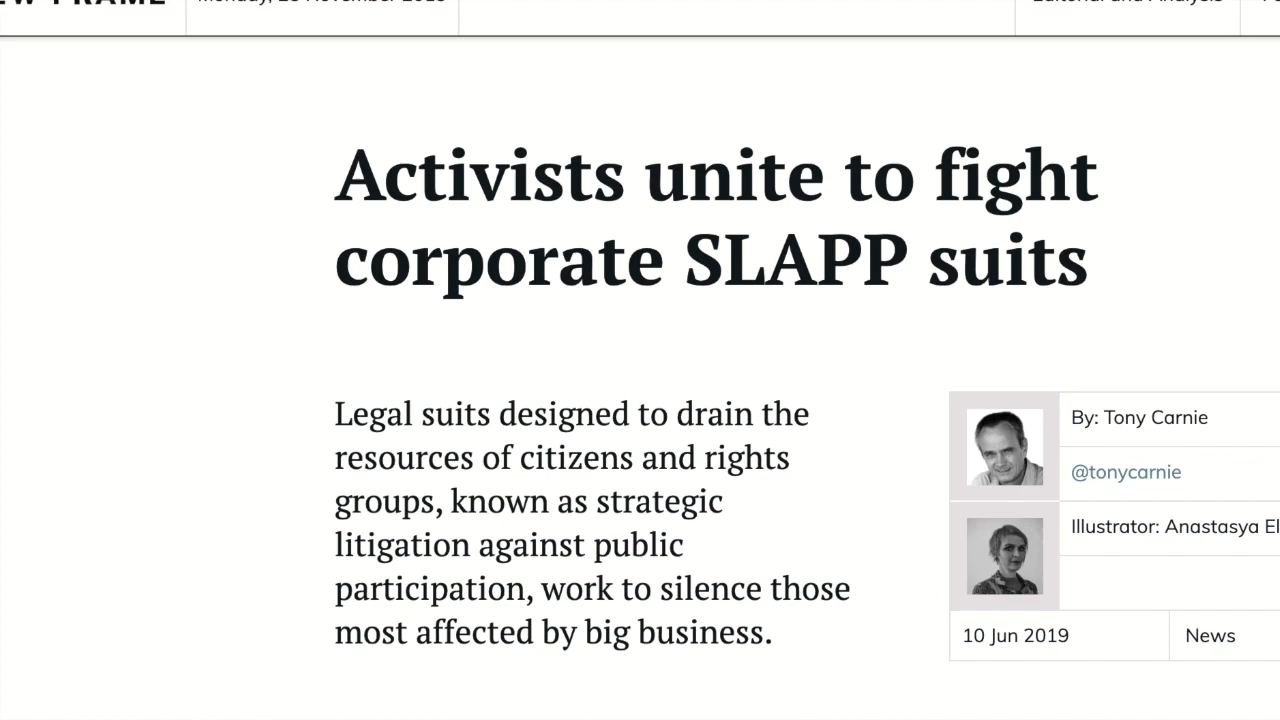 Activists unite to fight
corporate SLAPP suits
Legal suits designed to drain the
resources of citizens and rights
groups, known as strategic
litigation against public
participation, work to silence those
most affected by big business.
By: Tony Carnie
@tonycarnie
Illustrator: Anastasya
10 Jun 2019
News